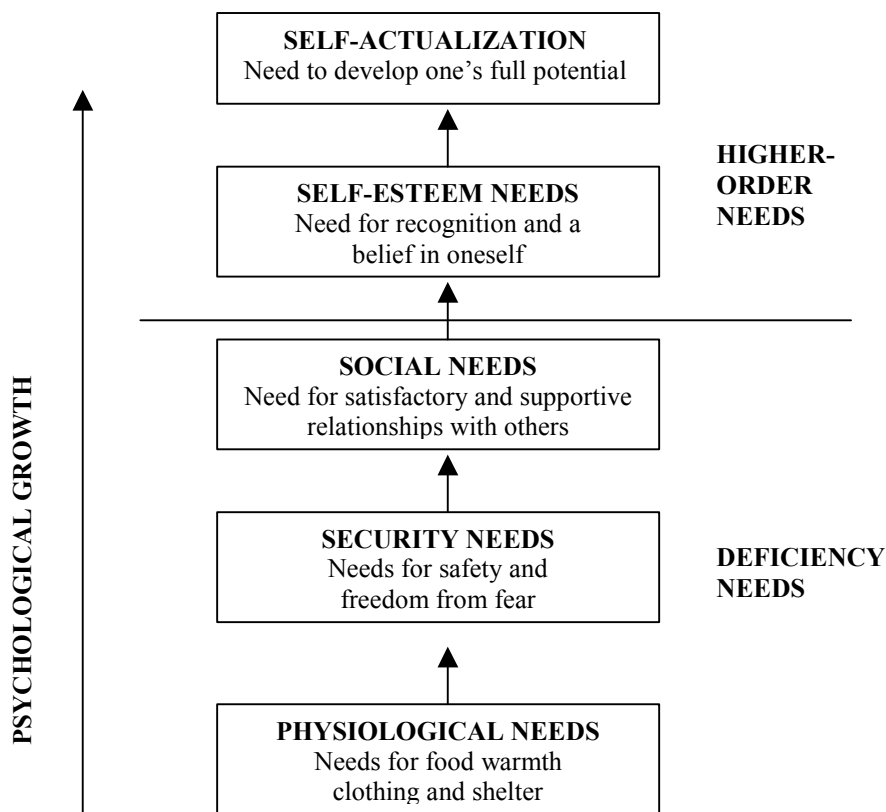 SELF-ACTUALIZATION
Need to develop one’s full potential
HIGHER-
ORDER
NEEDS
SELF-ESTEEM NEEDS
Need for recognition and a
belief in oneself
SOCIAL NEEDS
Need for satisfactory and supportive
relationships with others
SECURITY NEEDS
Needs for safety and
freedom from fear
DEFICIENCY
NEEDS
PHYSIOLOGICAL NEEDS
Needs for food warmth
clothing and shelter
PSYCHOLOGICAL GROWTH